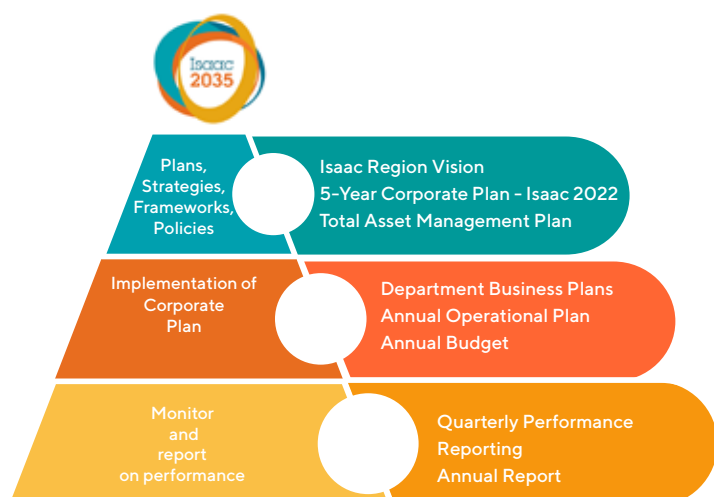 Isaac
2035
Plans,
Strategies,
Frameworks,
Policies
Isaac Region Vision
5-Year Corporate Plan - Isaac 2022
Total Asset Management Plan
Implementation of
Corporate
Plan
Department Business Plans
Annual Operational Plan
Annual Budget
Monitor
and
report
on performance
Quarterly Performance
Reporting
Annual Report